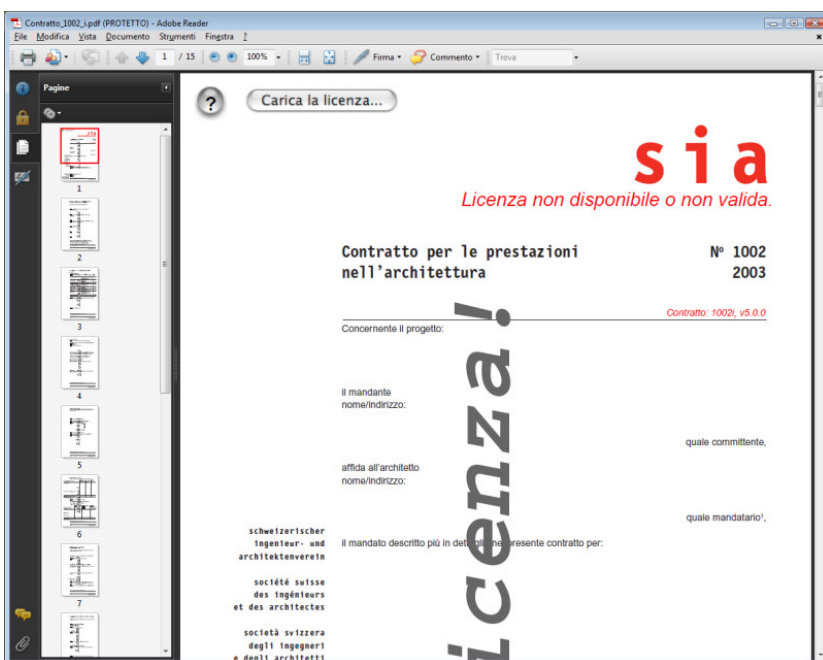 Contratto_1002_i.pdf (PROTETTO) - Adobe Reader
File Modifica Vista Documento Strumenti Finestra ?
1 / 15 100% Firma Commento Trova
Pagine
? Carica la licenza...
sia
Licenza non disponibile o non valida.
Contratto per le prestazioni
nell'architettura
Nº 1002
2003
Contratto: 1002i, v5.0.0
Concernente il progetto:
il mandante
nome/indirizzo:
quale committente,
affida all'architetto
nome/indirizzo:
quale mandatario¹,
il mandato descritto più in dettaglio nel presente contratto per:
icenza!
schweizerischer
ingenieur- und
architektenverein
société suisse
des ingénieurs
et des architectes
società svizzera
degli ingegneri
e degli architetti
1
2
3
4
5
6
7